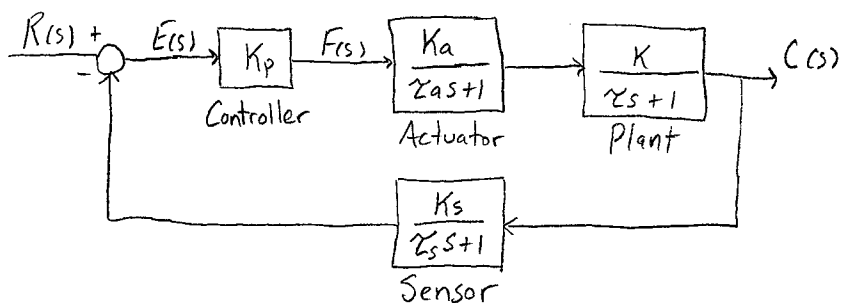 R(s) + E(s) Kp F(s) Ka C(s)
τas+1 K
τs+1
- Controller Actuator Plant
Ks
τss+1
Sensor